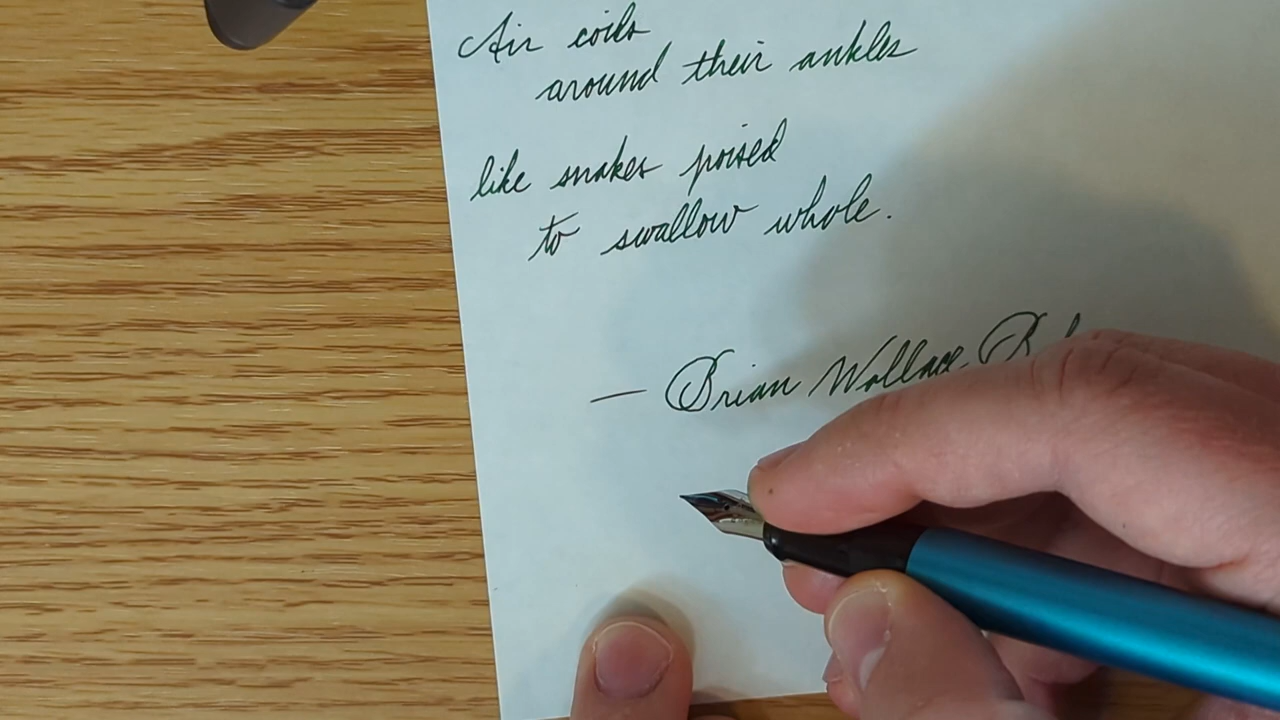 Air coils
around their ankles
like snakes poised
to swallow whole.
— Brian Wallace